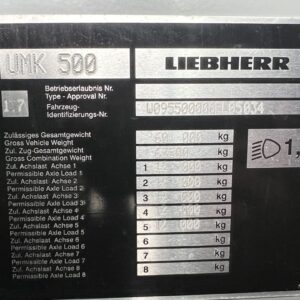 UMK 500 LIEBHERR
Betriebserlaubnis Nr.
Type - Approval Nr.
1.7 Fahrzeug-
Identifizierungs-Nr.
Zulässiges Gesamtgewicht kg
Gross Vehicle Weight
Zul. Zug-Gesamtgewicht kg
Gross Combination Weight
Zul. Achslast Achse 1 1 kg
Permissible Axle Load 1
Zul. Achslast Achse 2 2 kg
Permissible Axle Load 2
Zul. Achslast Achse 3 3 kg
Permissible Axle Load 3
Zul. Achslast Achse 4 4 kg
Permissible Axle Load 4
Zul. Achslast Achse 5 5 kg
Permissible Axle Load 5
Zul. Achslast Achse 6 6 kg
Permissible Axle Load 6
Zul. Achslast Achse 7 7 kg
Permissible Axle Load 7
Zul. Achslast Achse 8 8 kg
Permissible Axle Load 8
1,